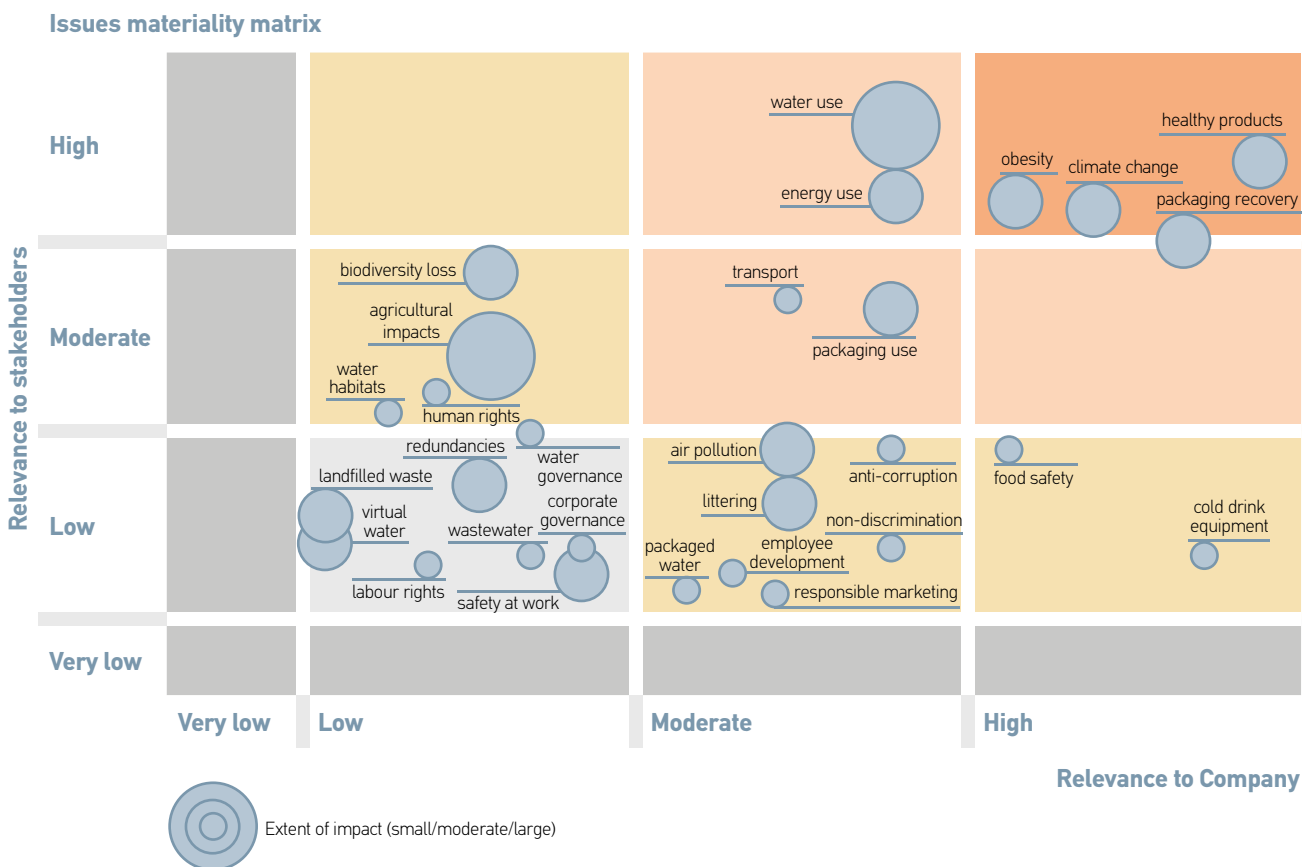 Issues materiality matrix
Relevance to stakeholders
High
water use
energy use
healthy products
obesity
climate change
packaging recovery
Moderate
biodiversity loss
agricultural
impacts
water
habitats
human rights
transport
packaging use
Low
redundancies
water
governance
landfilled waste
virtual
water
wastewater
corporate
governance
labour rights
safety at work
air pollution
anti-corruption
littering
non-discrimination
packaged
water
employee
development
responsible marketing
food safety
cold drink
equipment
Very low
Very low
Low
Moderate
High
Relevance to Company
Extent of impact (small/moderate/large)